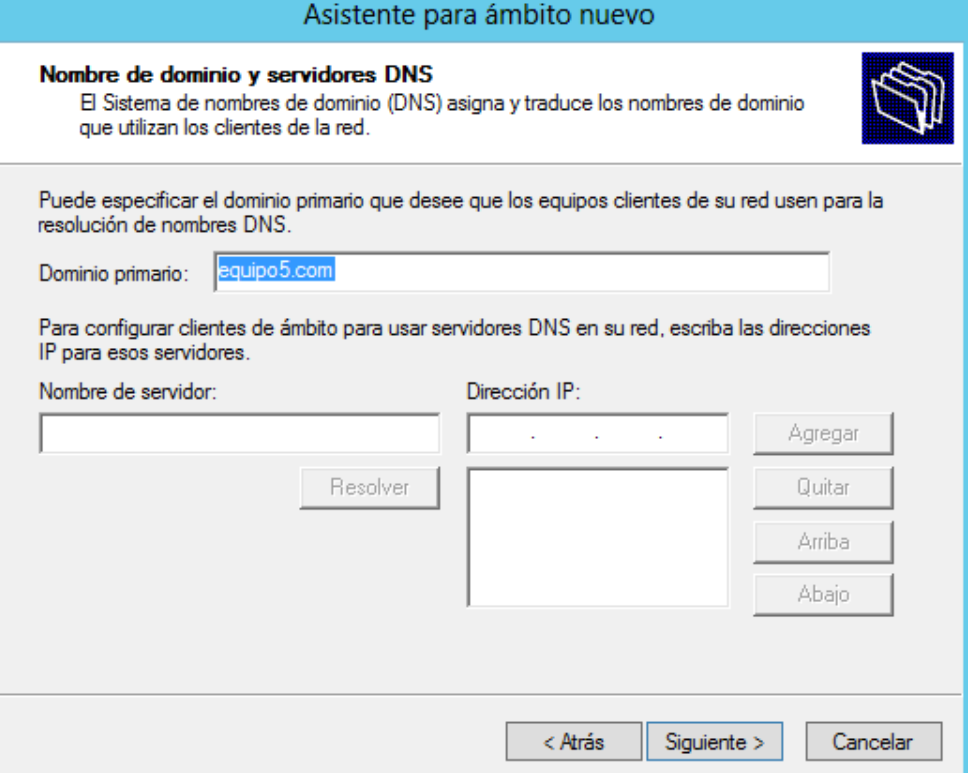 Asistente para ámbito nuevo
Nombre de dominio y servidores DNS
El Sistema de nombres de dominio (DNS) asigna y traduce los nombres de dominio
que utilizan los clientes de la red.
Puede especificar el dominio primario que desee que los equipos clientes de su red usen para la
resolución de nombres DNS.
Dominio primario: equipo5.com
Para configurar clientes de ámbito para usar servidores DNS en su red, escriba las direcciones
IP para esos servidores.
Nombre de servidor: Dirección IP:
. . . Agregar
Resolver Quitar
Arriba
Abajo
< Atrás Siguiente > Cancelar